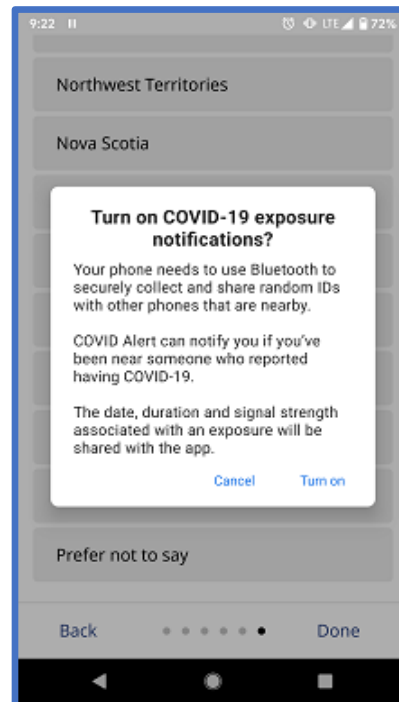 9:22
LTE 72%
Northwest Territories
Nova Scotia
Turn on COVID-19 exposure
notifications?
Your phone needs to use Bluetooth to
securely collect and share random IDs
with other phones that are nearby.
COVID Alert can notify you if you've
been near someone who reported
having COVID-19.
The date, duration and signal strength
associated with an exposure will be
shared with the app.
Cancel Turn on
Prefer not to say
Back Done